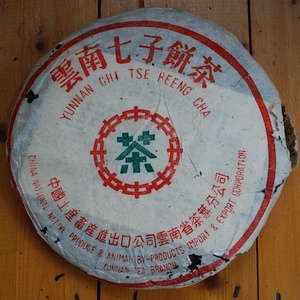 雲南七子餅茶
YUNNAN CHI TSE BEENG CHA
茶
中國土產畜產進出口公司雲南省茶葉分公司
CHINA NATIONAL NATIVE PRODUCE & ANIMAL BY-PRODUCTS IMPORT & EXPORT CORPORATION
YUNNAN TEA BRANCH